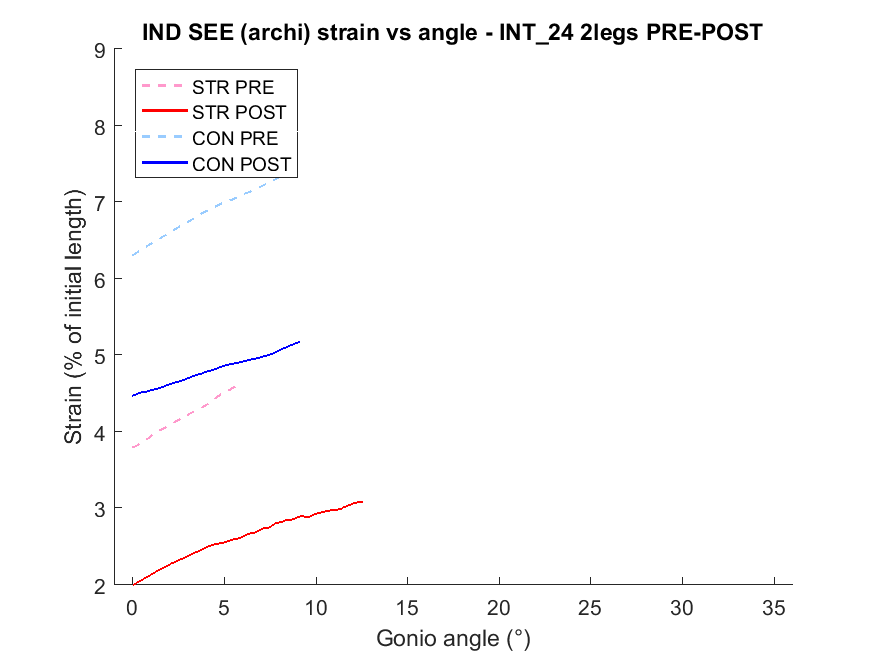 IND SEE (archi) strain vs angle - INT_24 2legs PRE-POST
9
8
7
6
5
4
3
2
Strain (% of initial length)
STR PRE
STR POST
CON PRE
CON POST
0 5 10 15 20 25 30 35
Gonio angle (°)